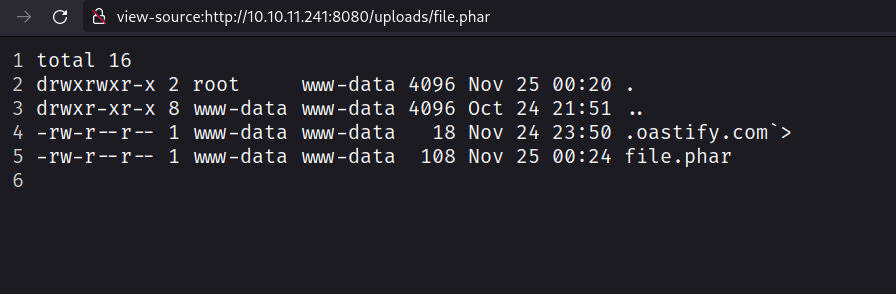 view-source:http://10.10.11.241:8080/uploads/file.phar
1 total 16
2 drwxrwxr-x 2 root     www-data 4096 Nov 25 00:20 .
3 drwxr-xr-x 8 www-data www-data 4096 Oct 24 21:51 ..
4 -rw-r--r-- 1 www-data www-data   18 Nov 24 23:50 .oastify.com`>
5 -rw-r--r-- 1 www-data www-data  108 Nov 25 00:24 file.phar
6